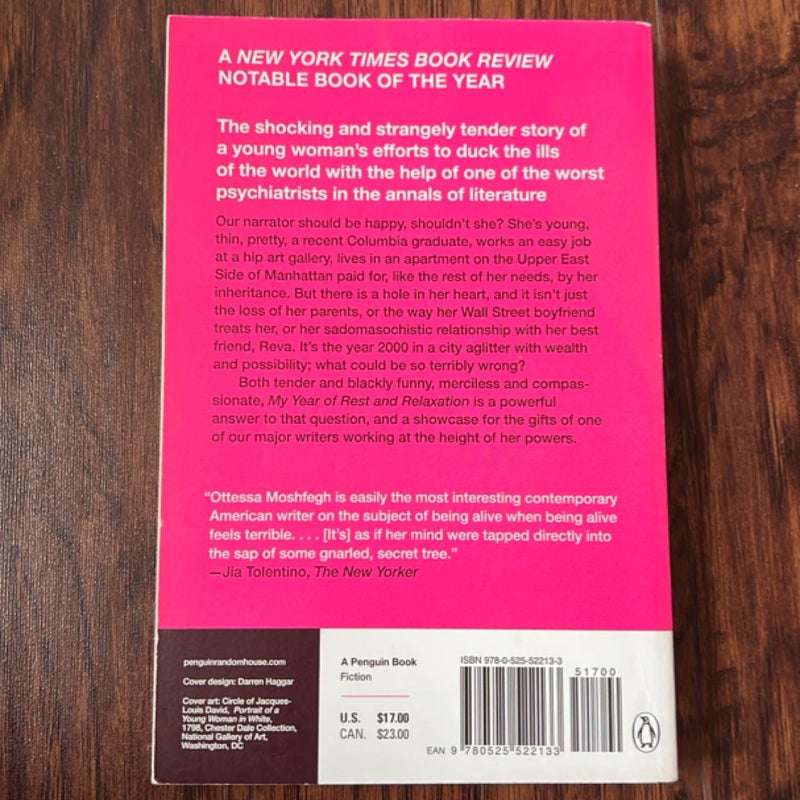 A NEW YORK TIMES BOOK REVIEW
NOTABLE BOOK OF THE YEAR
The shocking and strangely tender story of
a young woman's efforts to duck the ills
of the world with the help of one of the worst
psychiatrists in the annals of literature
Our narrator should be happy, shouldn't she? She's young,
thin, pretty, a recent Columbia graduate, works an easy job
at a hip art gallery, lives in an apartment on the Upper East
Side of Manhattan paid for, like the rest of her needs, by her
inheritance. But there is a hole in her heart, and it isn't just
the loss of her parents, or the way her Wall Street boyfriend
treats her, or her sadomasochistic relationship with her best
friend, Reva. It's the year 2000 in a city aglitter with wealth
and possibility; what could be so terribly wrong?
Both tender and blackly funny, merciless and compas-
sionate, My Year of Rest and Relaxation is a powerful
answer to that question, and a showcase for the gifts of one
of our major writers working at the height of her powers.
"Ottessa Moshfegh is easily the most interesting contemporary
American writer on the subject of being alive when being alive
feels terrible. . . . [It's] as if her mind were tapped directly into
the sap of some gnarled, secret tree."
—Jia Tolentino, The New Yorker
penguinrandomhouse.com
Cover design: Darren Haggar
Cover art: Circle of Jacques-
Louis David, Portrait of a
Young Woman in White,
1798, Chester Dale Collection,
National Gallery of Art,
Washington, DC
A Penguin Book
Fiction
U.S. $17.00
CAN. $23.00
ISBN 978-0-525-52213-3
51700
EAN 9 780525 522133